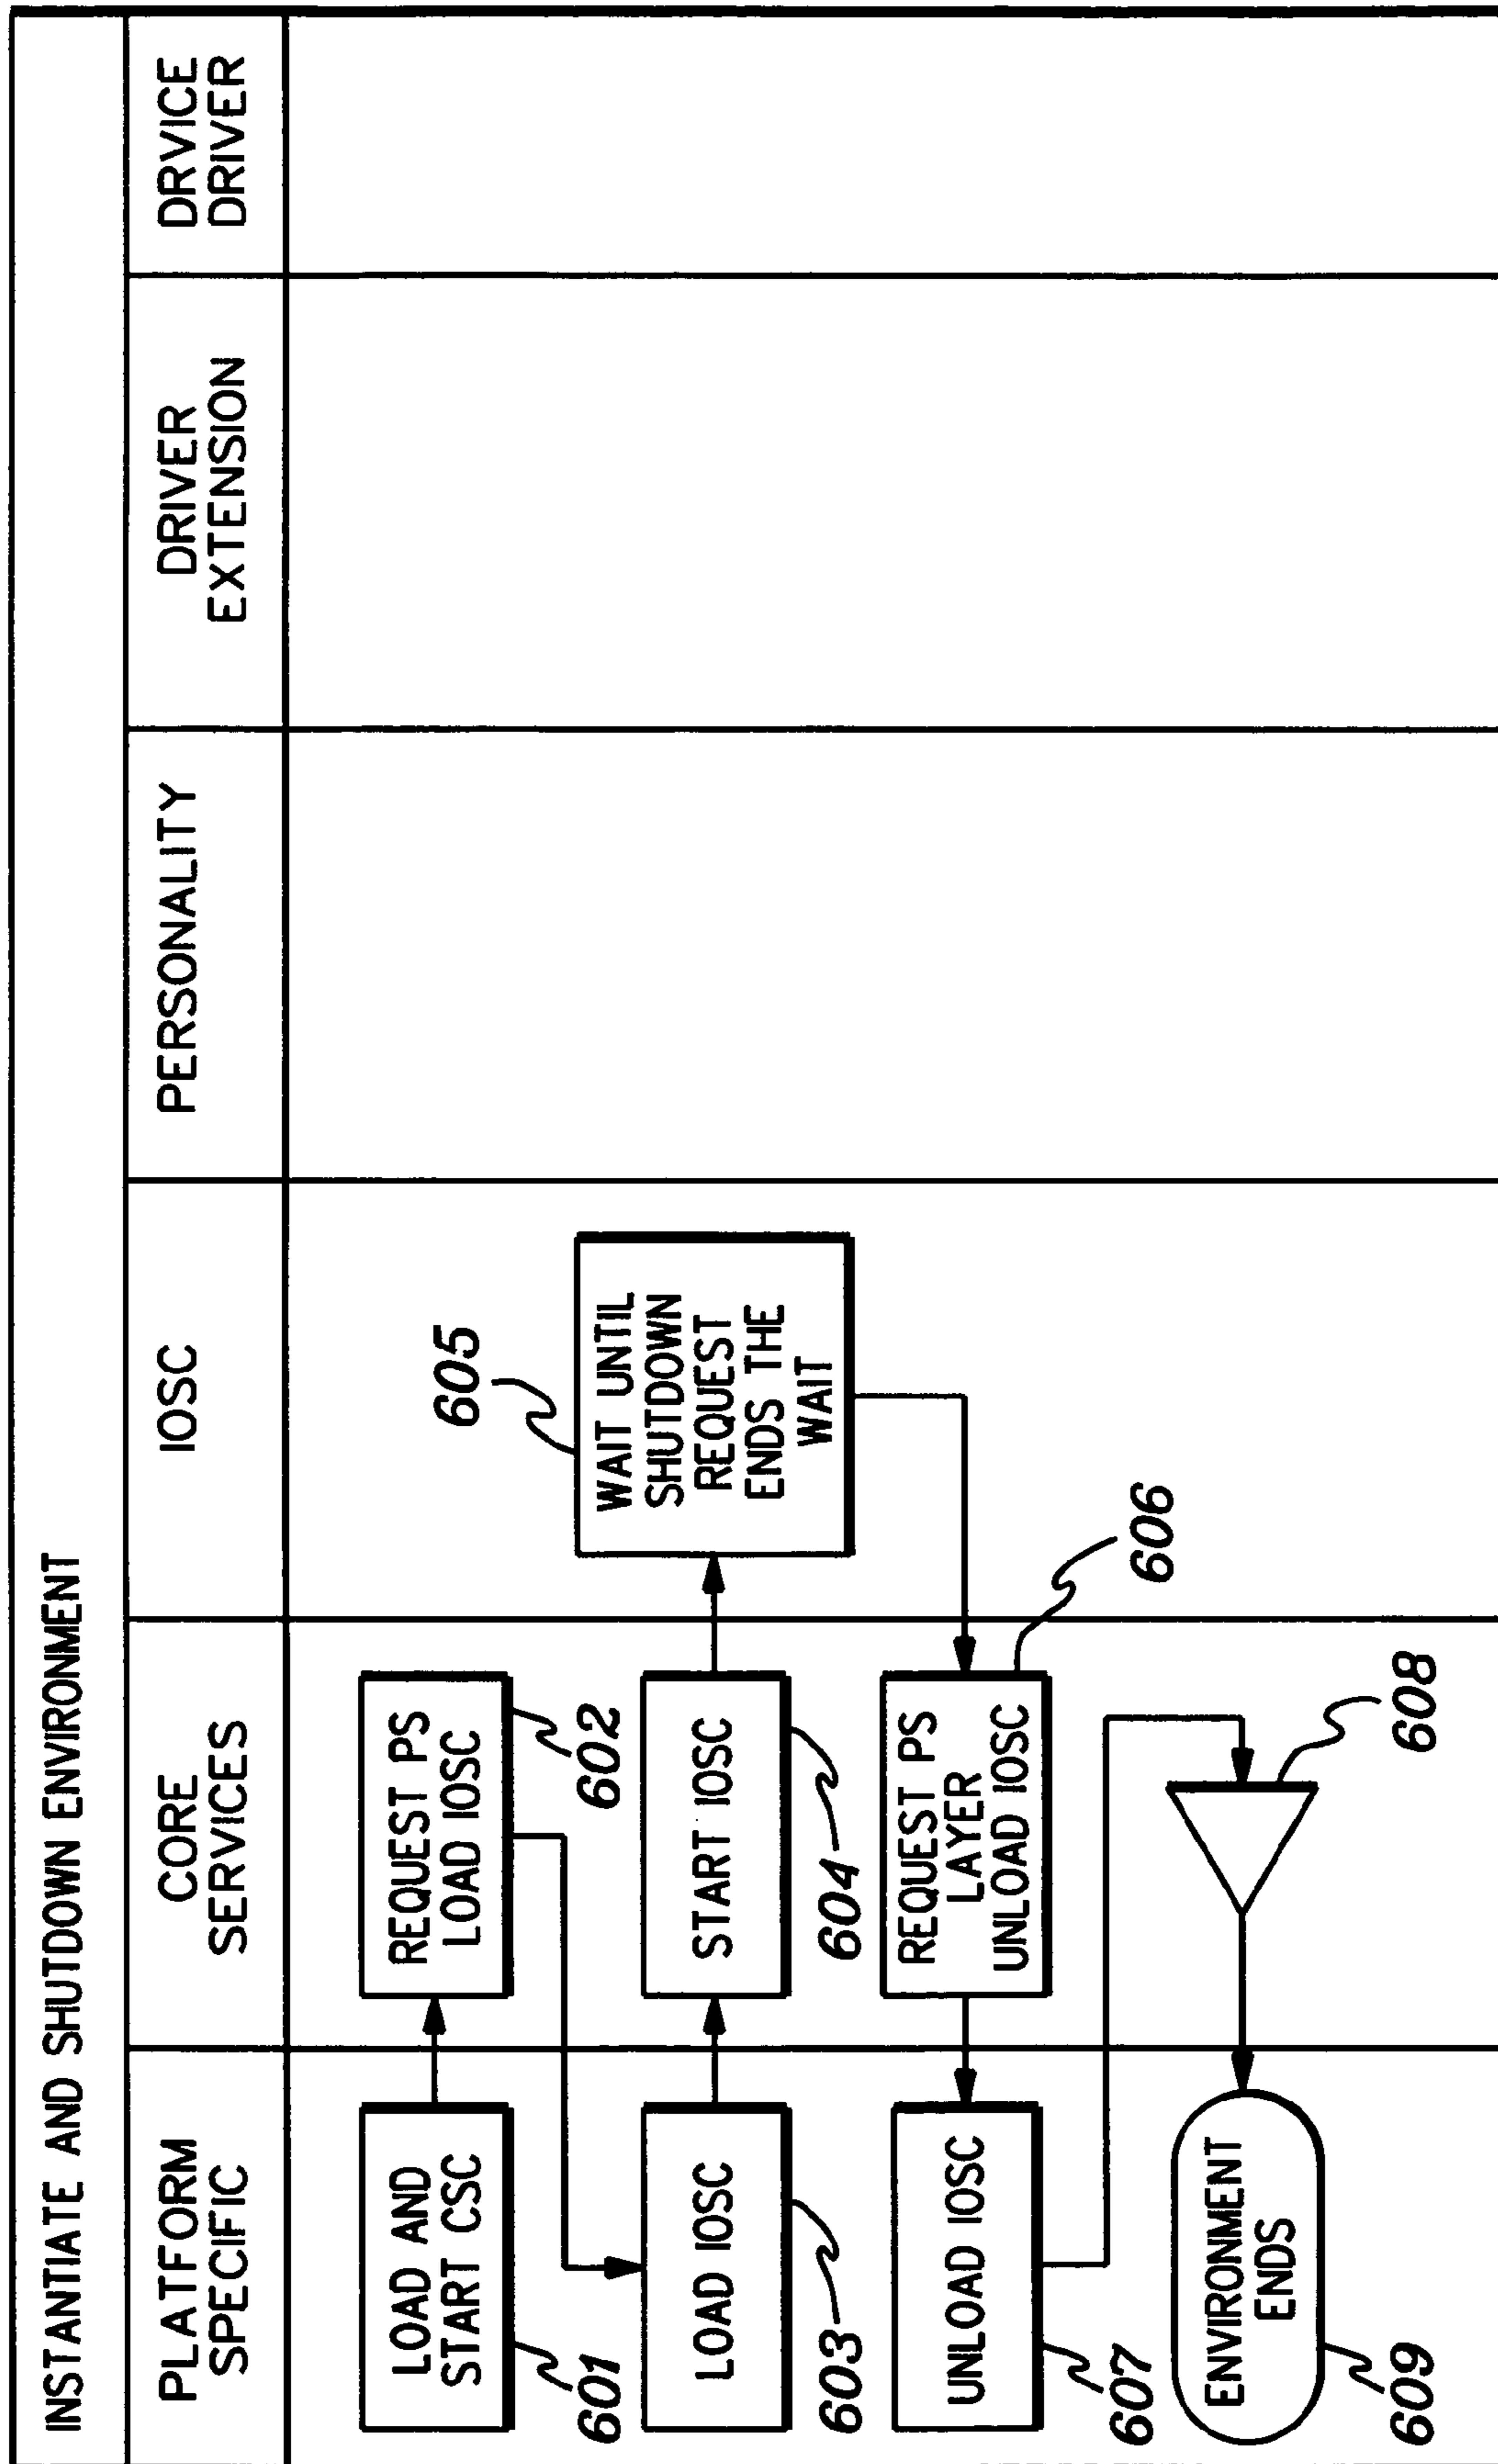 INSTANTIATE AND SHUTDOWN ENVIRONMENT
PLATFORM
SPECIFIC
CORE
SERVICES
IOSC
PERSONALITY
DRIVER
EXTENSION
DRVICE
DRIVER
LOAD AND
START CSC
601
REQUEST PS
LOAD IOSC
602
LOAD IOSC
603
START IOSC
604
605
WAIT UNTIL
SHUTDOWN
REQUEST
ENDS THE
WAIT
REQUEST PS
LAYER
UNLOAD IOSC
606
UNLOAD IOSC
607
608
ENVIRONMENT
ENDS
609